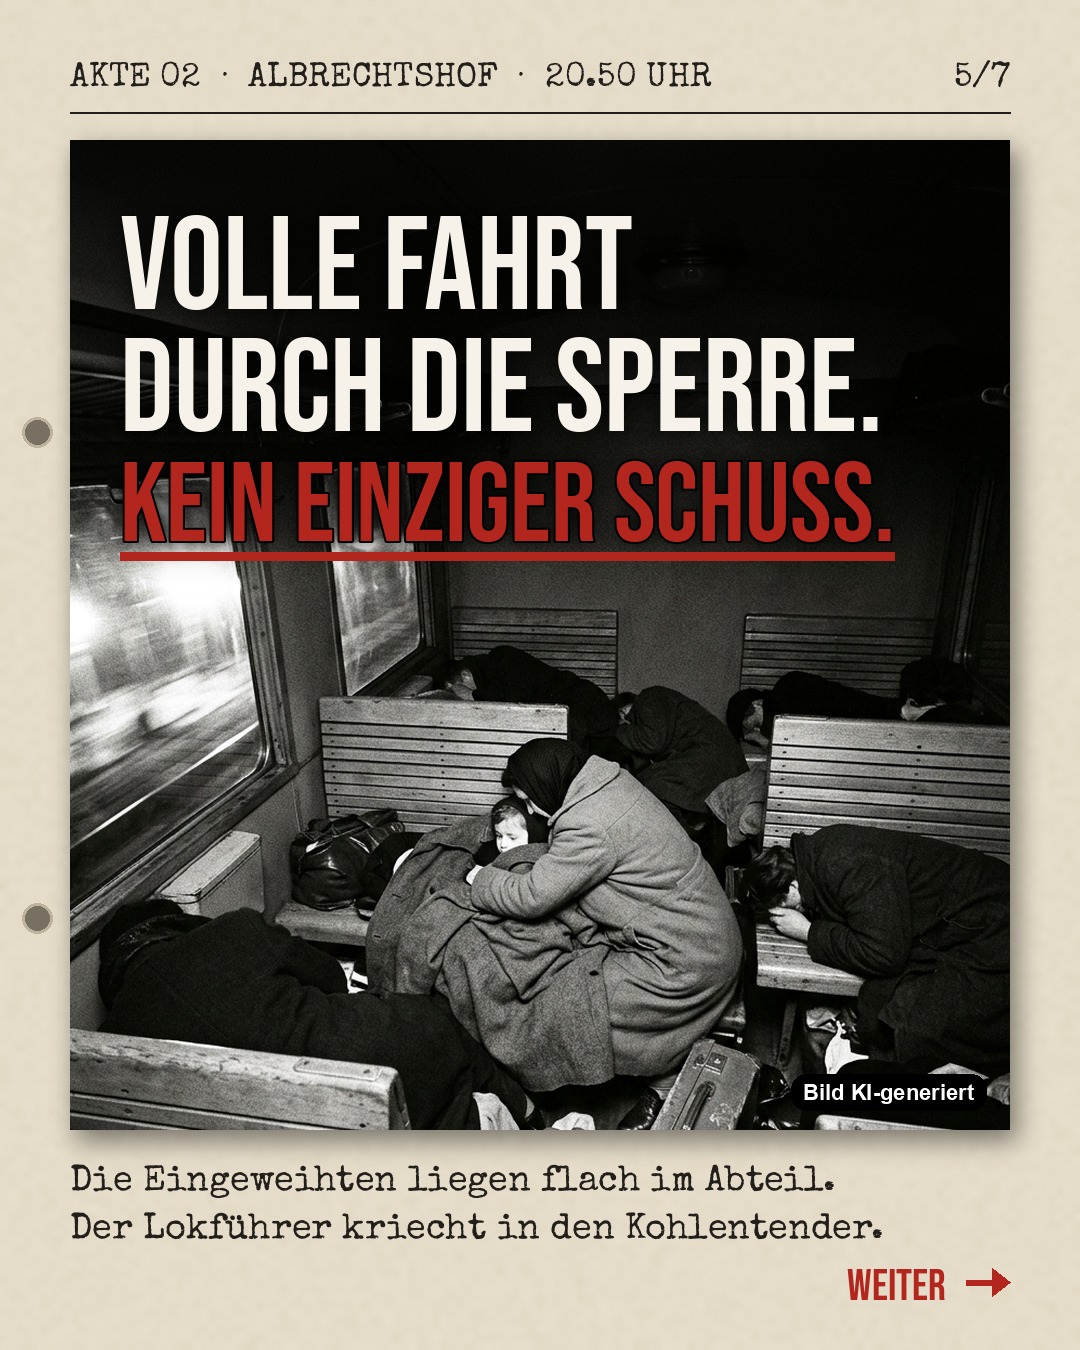 AKTE 02 · ALBRECHTSHOF · 20.50 UHR 5/7
VOLLE FAHRT
DURCH DIE SPERRE.
KEIN EINZIGER SCHUSS.
Bild KI-generiert
Die Eingeweihten liegen flach im Abteil.
Der Lokführer kriecht in den Kohlentender.
WEITER →